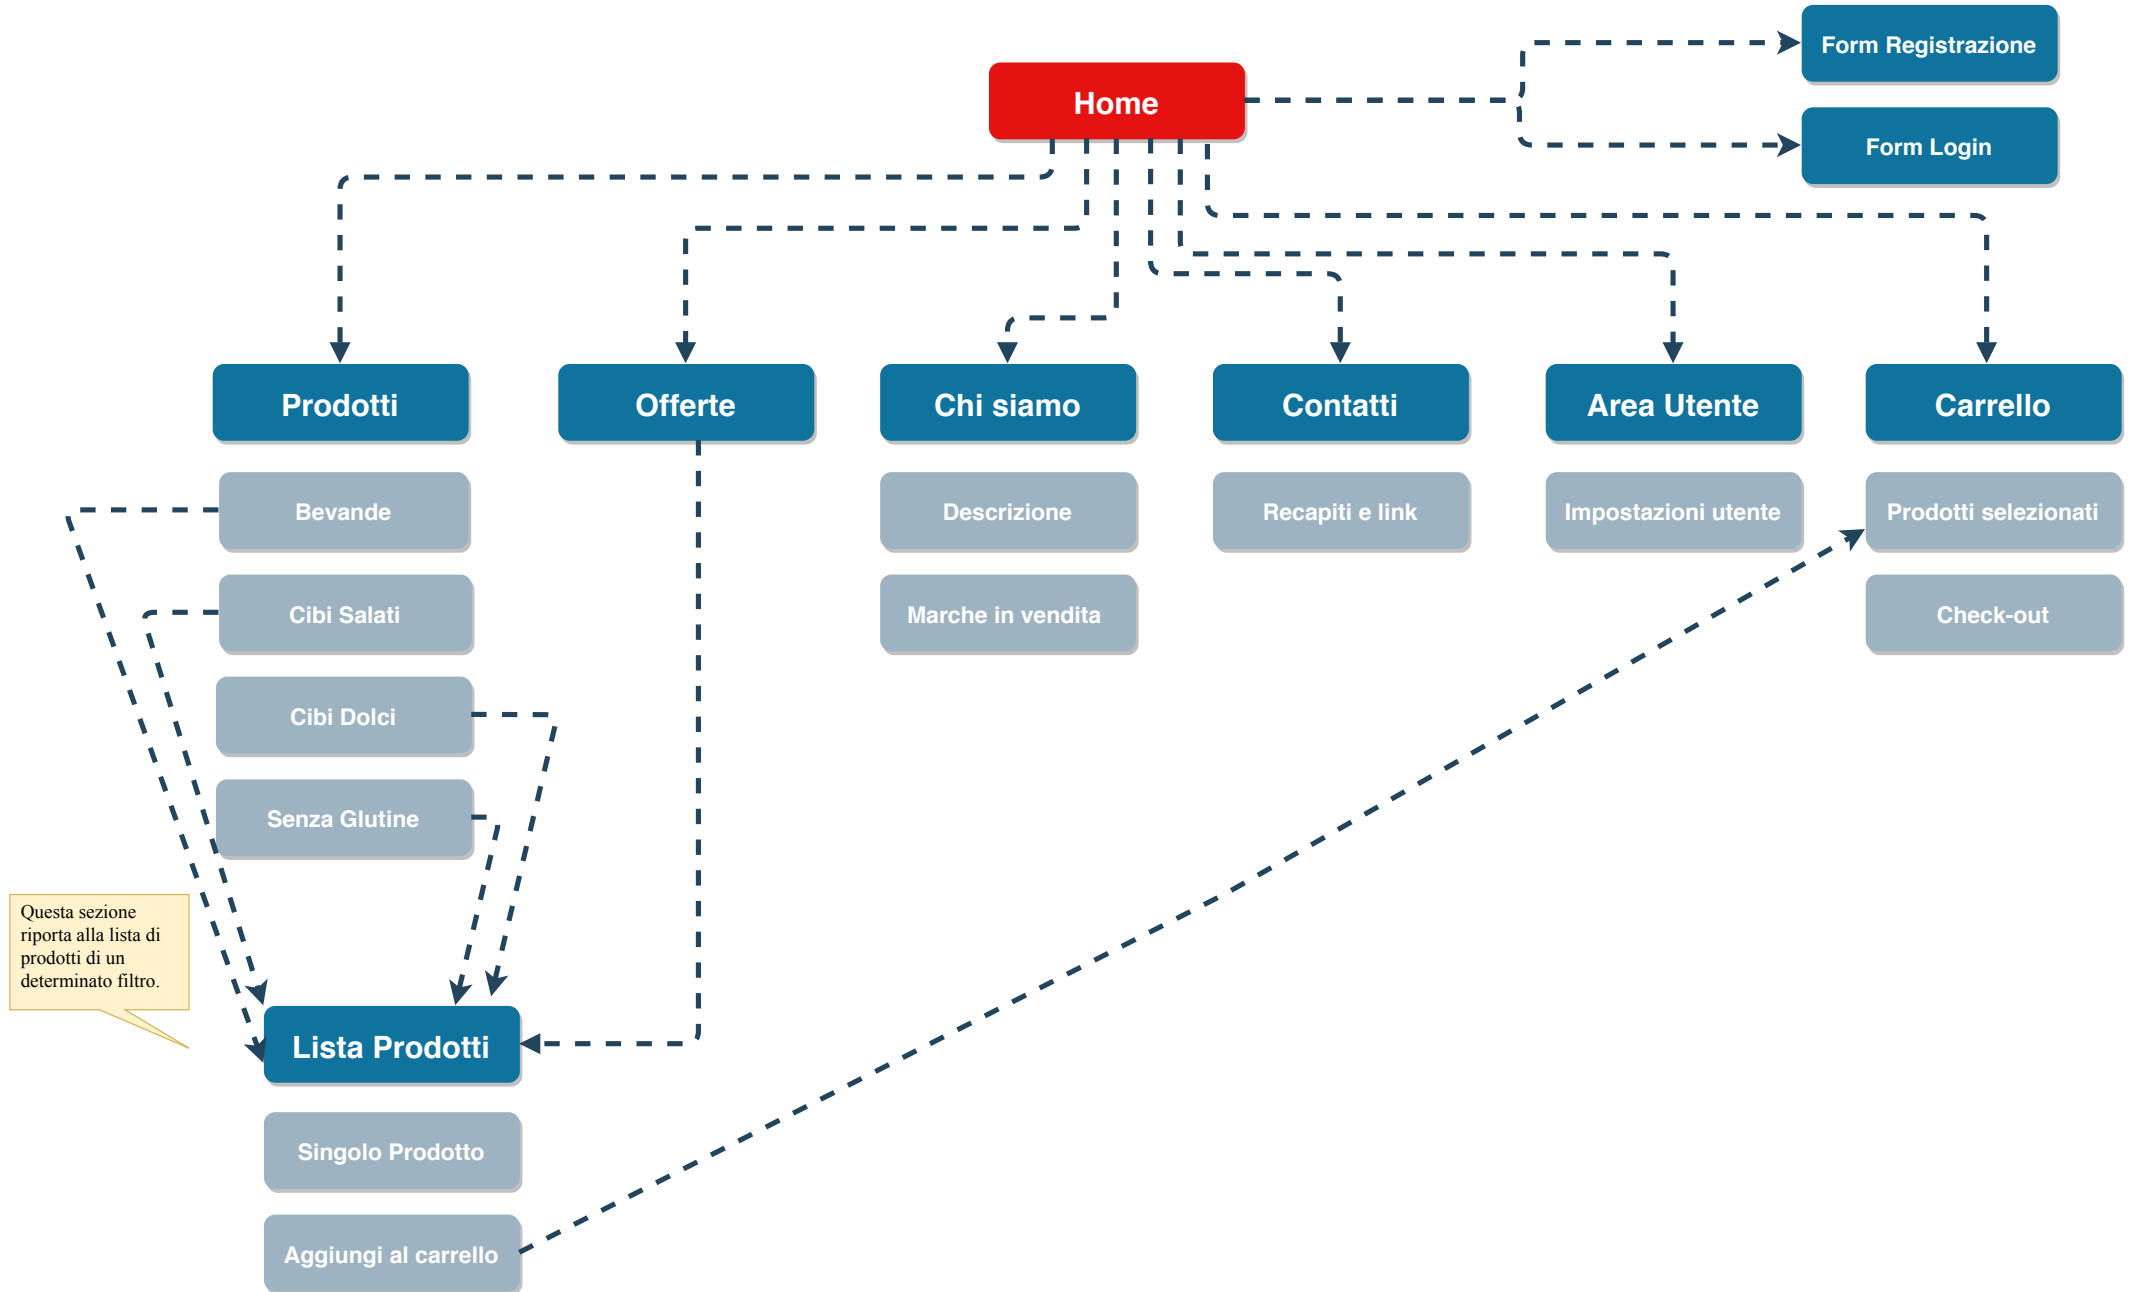 Form Registrazione
Home
Form Login
Prodotti
Offerte
Chi siamo
Contatti
Area Utente
Carrello
Bevande
Descrizione
Recapiti e link
Impostazioni utente
Prodotti selezionati
Cibi Salati
Marche in vendita
Check-out
Cibi Dolci
Senza Glutine
Questa sezione
riporta alla lista di
prodotti di un
determinato filtro.
Lista Prodotti
Singolo Prodotto
Aggiungi al carrello